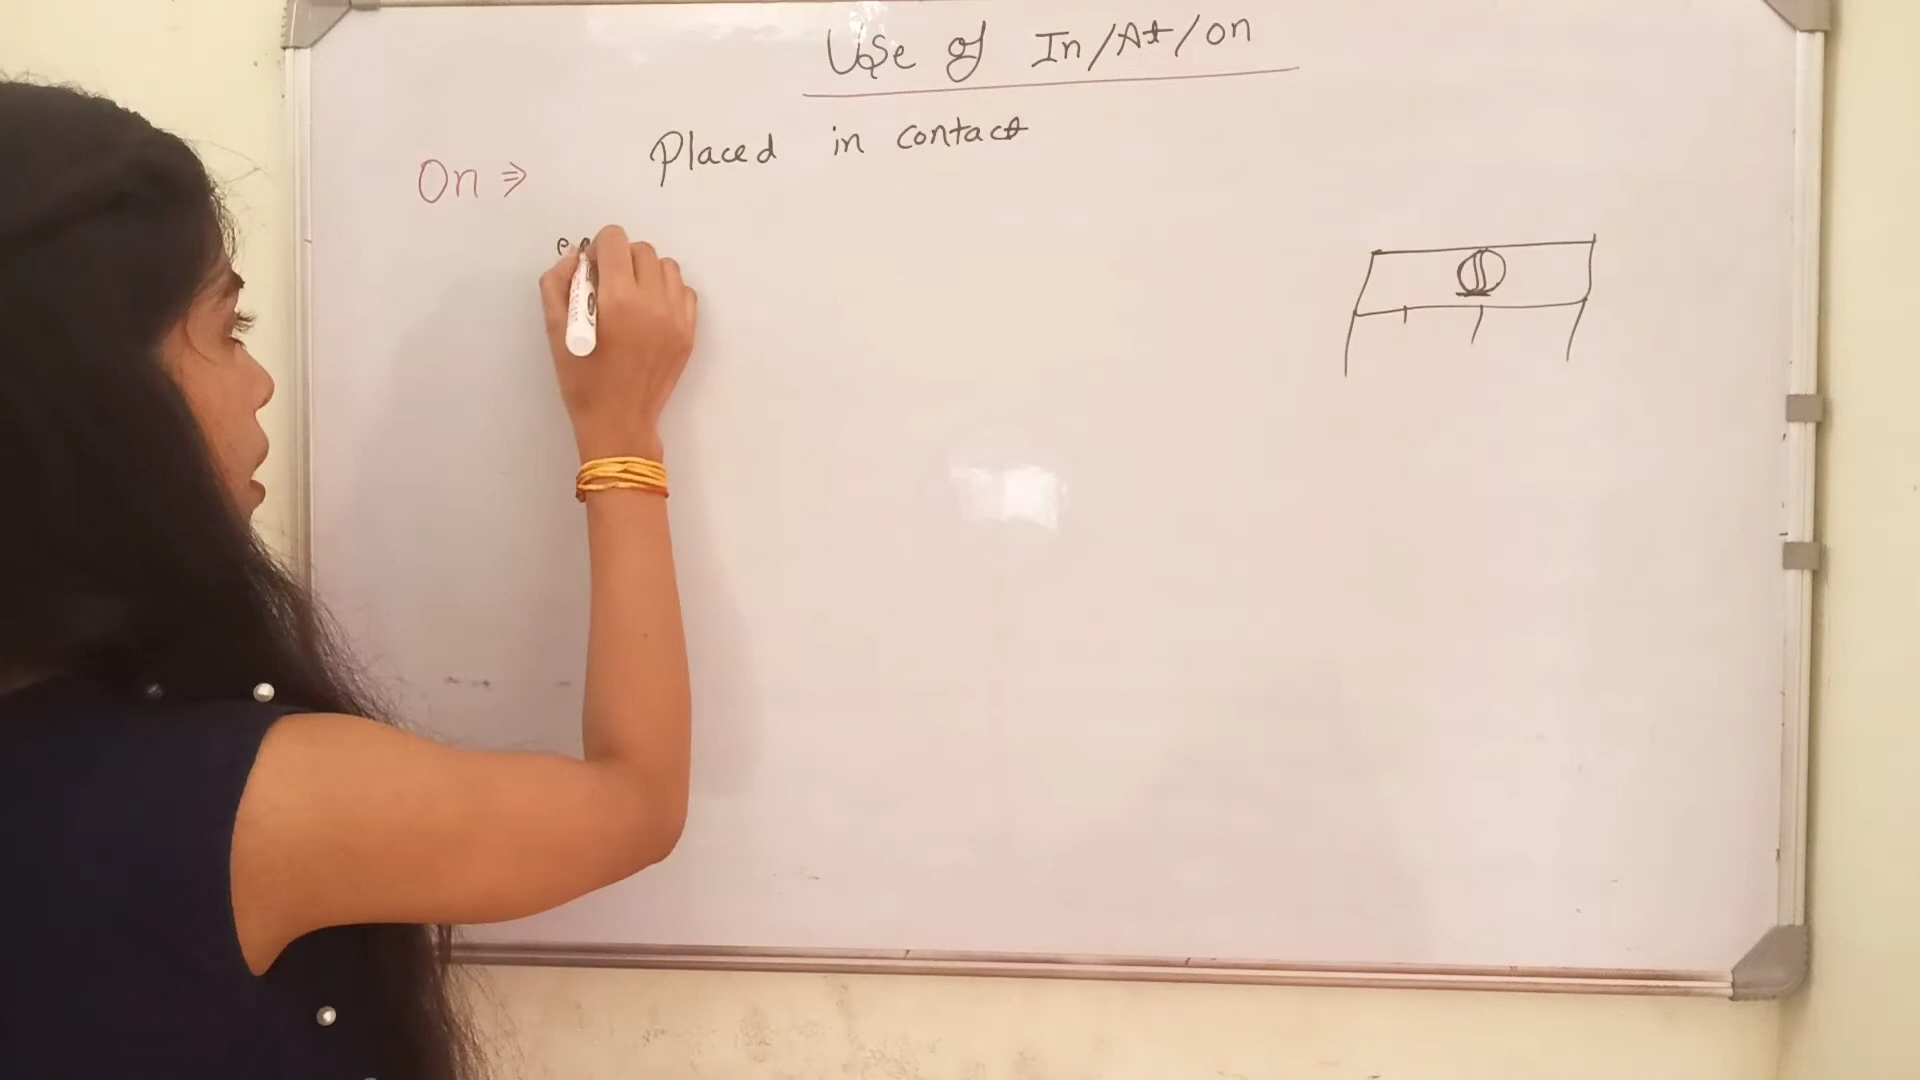 Use of In/At/on
On ⇒ Placed in contact